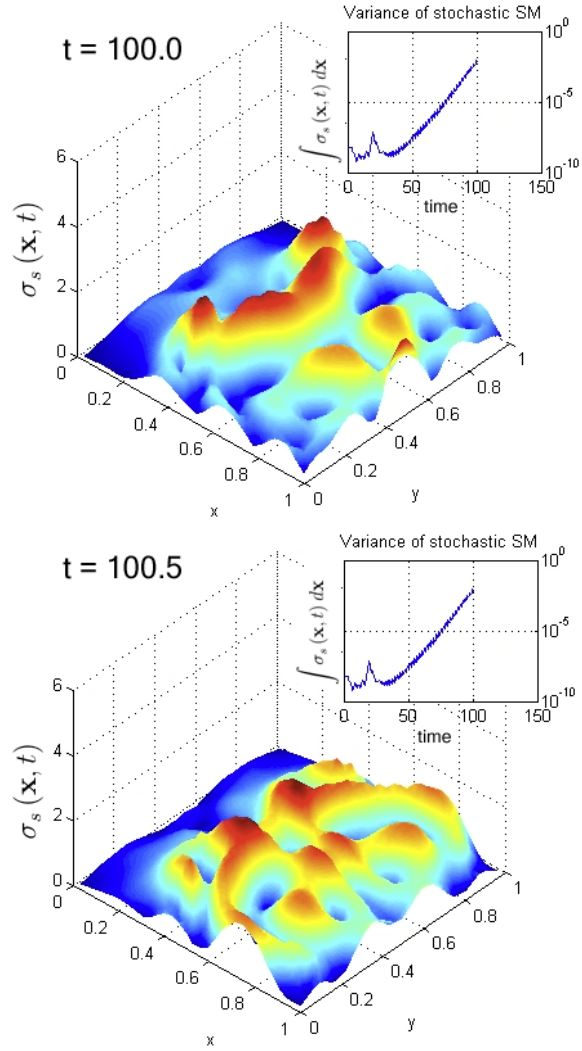 Variance of stochastic SM
t = 100.0
∫ σ_s (x, t) dx
10^0
10^-5
10^-10
0 50 100 150
time
σ_s (x, t)
6
4
2
0
0 0.2 0.4 0.6 0.8 1
x
0 0.2 0.4 0.6 0.8 1
y
Variance of stochastic SM
t = 100.5
∫ σ_s (x, t) dx
10^0
10^-5
10^-10
0 50 100 150
time
σ_s (x, t)
6
4
2
0
0 0.2 0.4 0.6 0.8 1
x
0 0.2 0.4 0.6 0.8 1
y